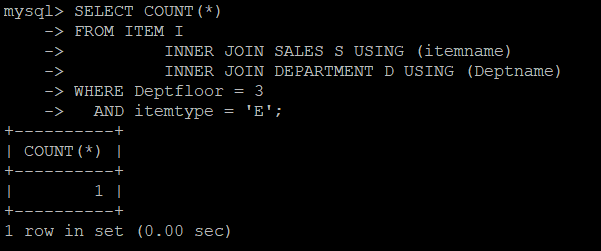 mysql> SELECT COUNT(*)
    -> FROM ITEM I
    ->          INNER JOIN SALES S USING (itemname)
    ->          INNER JOIN DEPARTMENT D USING (Deptname)
    -> WHERE Deptfloor = 3
    ->   AND itemtype = 'E';
+----------+
| COUNT(*) |
+----------+
|        1 |
+----------+
1 row in set (0.00 sec)